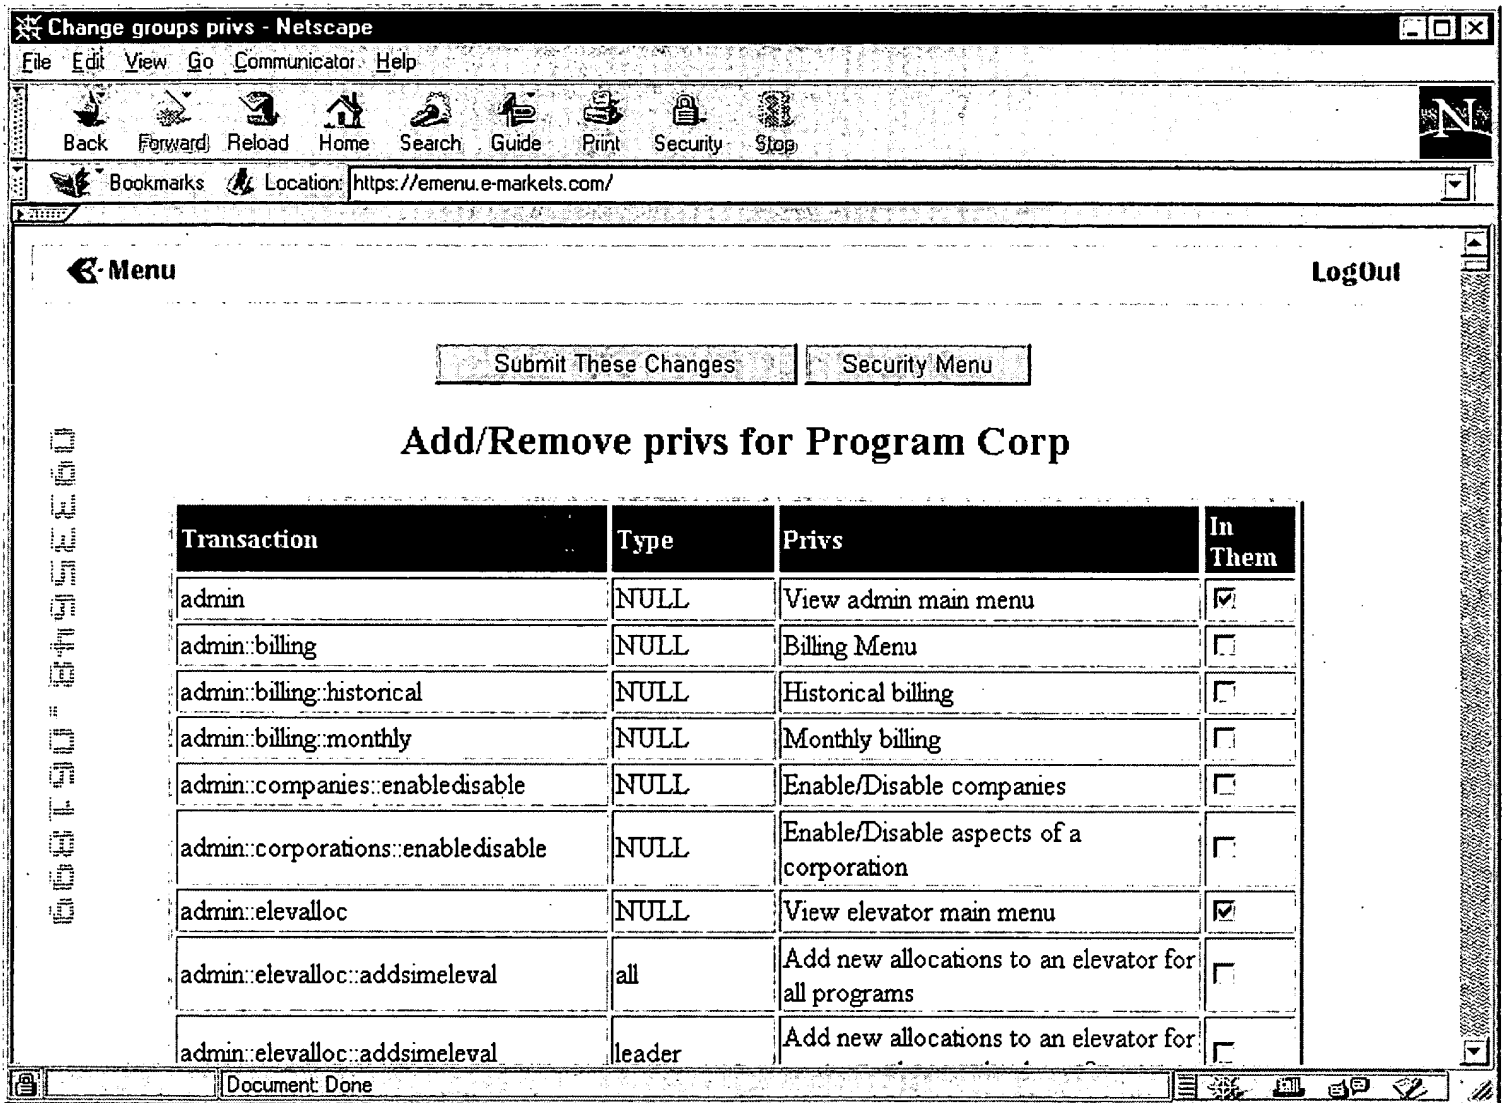 Change groups privs - Netscape
File Edit View Go Communicator Help
Back Forward Reload Home Search Guide Print Security Stop
N
Bookmarks Location: https://emenu.e-markets.com/
Menu LogOut
Submit These Changes Security Menu
Add/Remove privs for Program Corp
09335648.061899
Transaction Type Privs In Them
admin NULL View admin main menu
admin::billing NULL Billing Menu
admin::billing::historical NULL Historical billing
admin::billing::monthly NULL Monthly billing
admin::companies::enabledisable NULL Enable/Disable companies
admin::corporations::enabledisable NULL Enable/Disable aspects of a
corporation
admin::elevalloc NULL View elevator main menu
admin::elevalloc::addsimeleval all Add new allocations to an elevator for
all programs
admin::elevalloc::addsimeleval leader Add new allocations to an elevator for
Document: Done